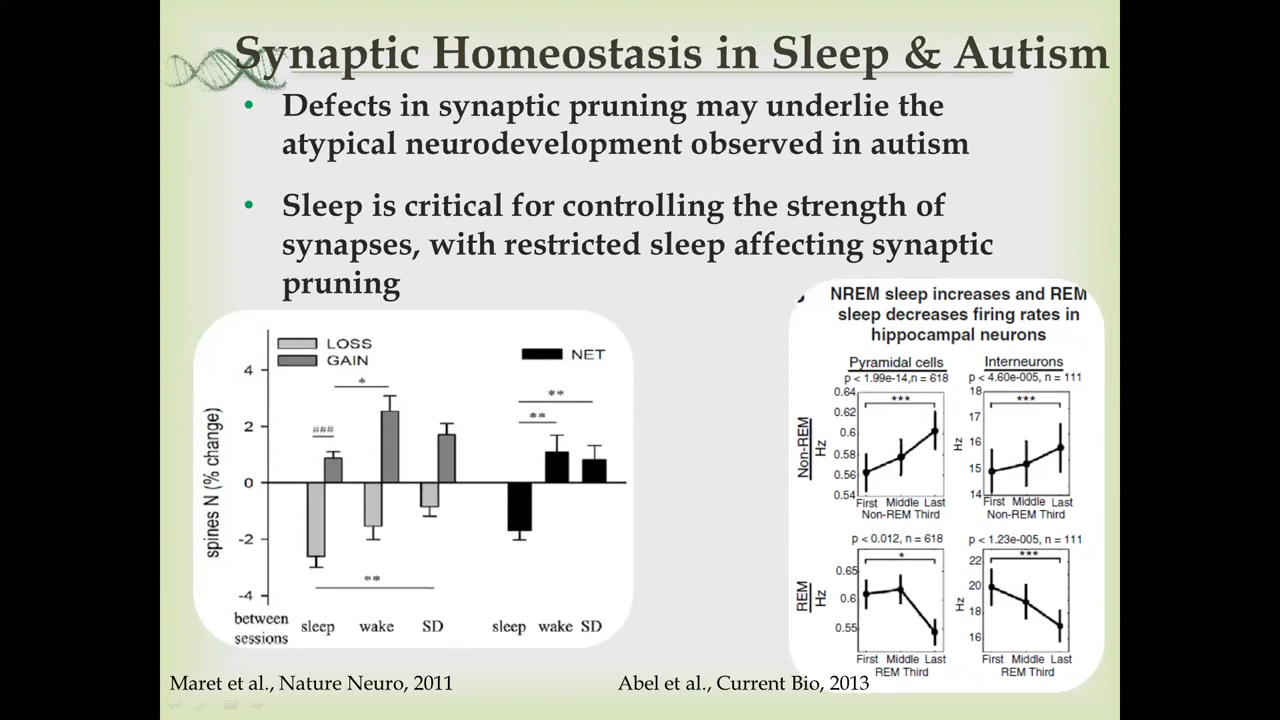 Synaptic Homeostasis in Sleep & Autism
• Defects in synaptic pruning may underlie the
atypical neurodevelopment observed in autism
• Sleep is critical for controlling the strength of
synapses, with restricted sleep affecting synaptic
pruning
LOSS
GAIN
NET
spines N (% change)
4
2
0
-2
-4
*
###
**
**
**
between
sessions
sleep wake SD sleep wake SD
Maret et al., Nature Neuro, 2011
NREM sleep increases and REM
sleep decreases firing rates in
hippocampal neurons
Pyramidal cells
p < 1.99e-14, n = 618
Non-REM
Hz
0.64
0.62
0.6
0.58
0.56
0.54
***
First Middle Last
Non-REM Third
Interneurons
p < 4.60e-005, n = 111
Hz
18
17
16
15
14
***
First Middle Last
Non-REM Third
p < 0.012, n = 618
REM
Hz
0.65
0.6
0.55
*
First Middle Last
REM Third
p < 1.23e-005, n = 111
Hz
22
20
18
16
***
First Middle Last
REM Third
Abel et al., Current Bio, 2013